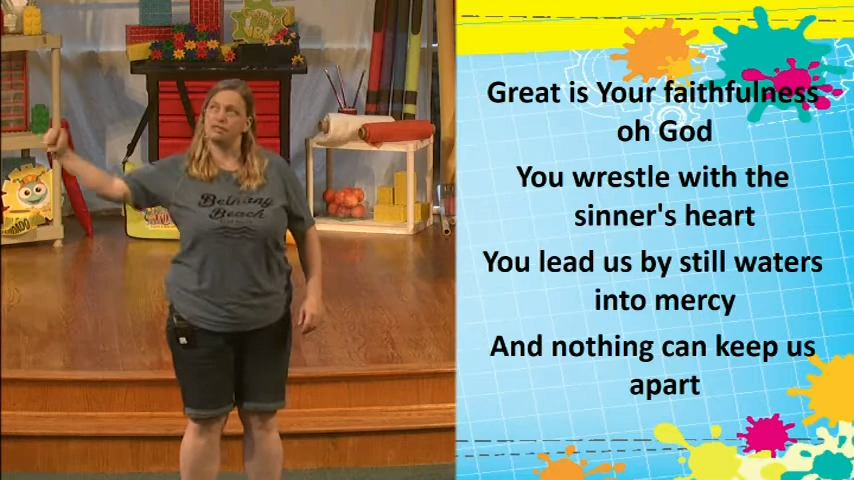 Great is Your faithfulness
oh God
You wrestle with the
sinner's heart
You lead us by still waters
into mercy
And nothing can keep us
apart
Bethany
Beach